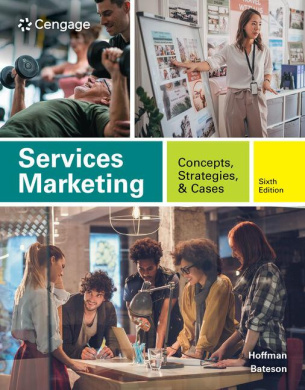 Cengage
Services
Marketing
Concepts,
Strategies,
& Cases
Sixth
Edition
Hoffman
Bateson